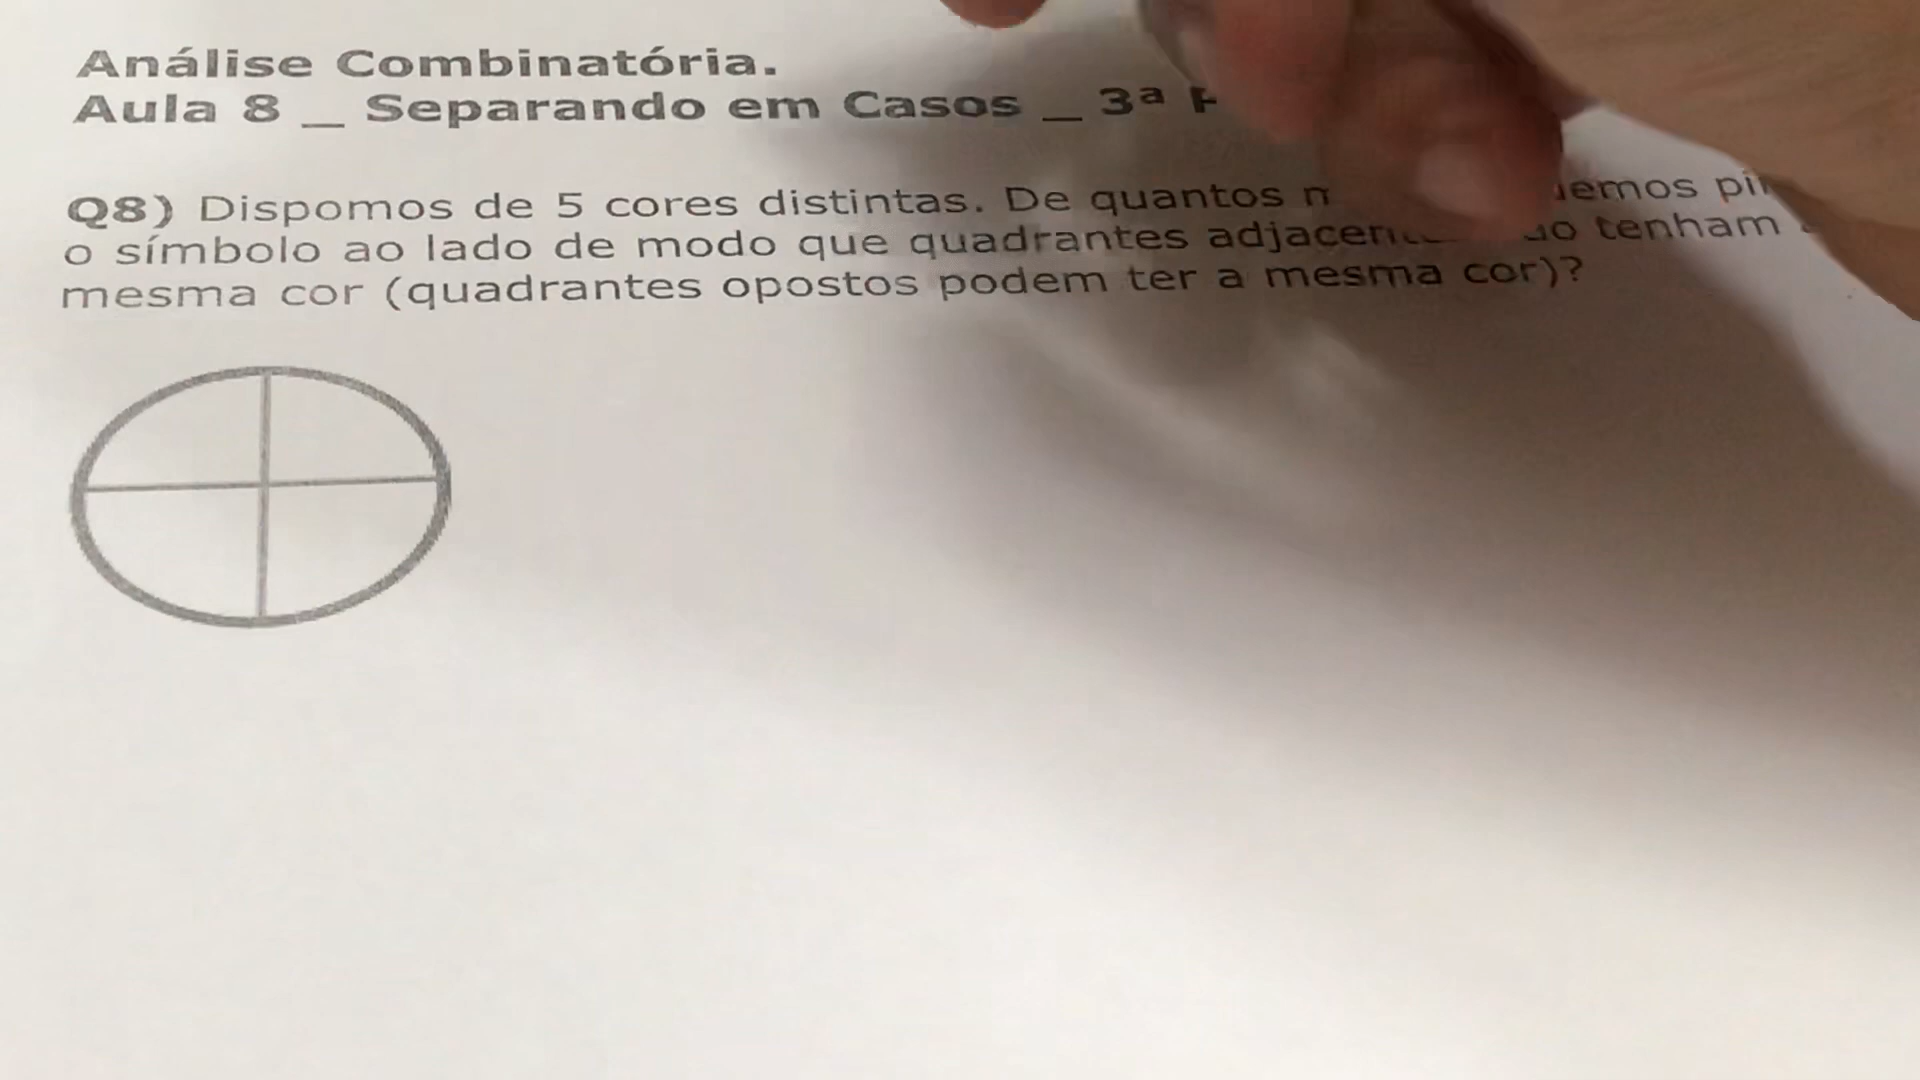 Análise Combinatória.
Aula 8 _ Separando em Casos _ 3ª
Q8) Dispomos de 5 cores distintas. De quantos
o símbolo ao lado de modo que quadrantes tenham
mesma cor (quadrantes opostos podem ter a mesma cor)?